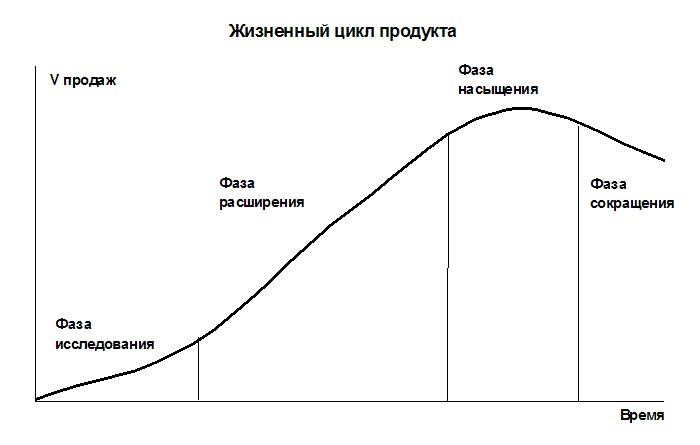 Жизненный цикл продукта
V продаж
Фаза
насыщения
Фаза
расширения
Фаза
сокращения
Фаза
исследования
Время